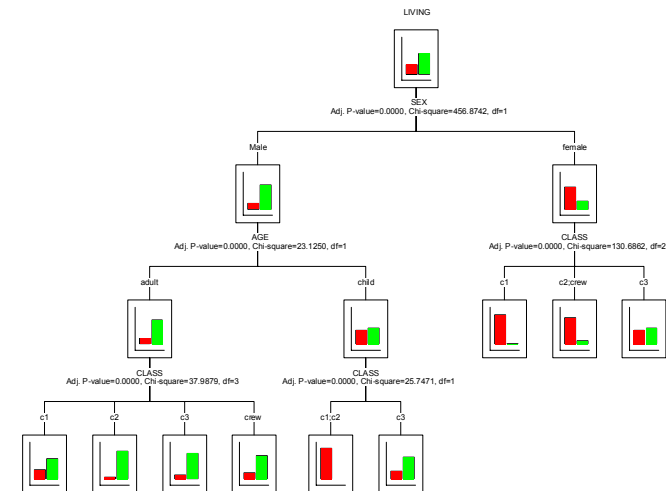 LIVING
SEX
Adj. P-value=0.0000, Chi-square=456.8742, df=1
Male
female
AGE
Adj. P-value=0.0000, Chi-square=23.1250, df=1
CLASS
Adj. P-value=0.0000, Chi-square=130.6862, df=2
adult
child
c1
c2;crew
c3
CLASS
Adj. P-value=0.0000, Chi-square=37.9879, df=3
CLASS
Adj. P-value=0.0000, Chi-square=25.7471, df=1
c1
c2
c3
crew
c1;c2
c3